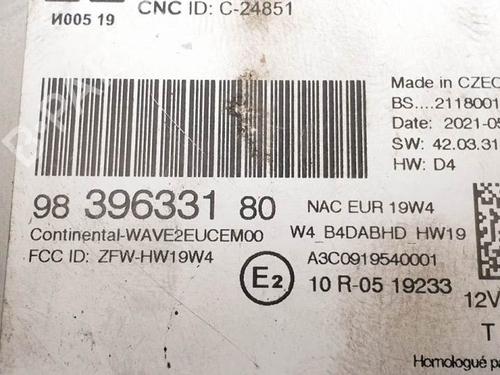 CNC ID: C-24851
И005 19
Made in CZEC
BS....2118001
Date: 2021-05
SW: 42.03.31
HW: D4
98 396331 80
NAC EUR 19W4
Continental-WAVE2EUCEM00
W4_B4DABHD_HW19
FCC ID: ZFW-HW19W4
A3C0919540001
E2
10 R-05 19233
12V
T
Homologué pa
B-PA